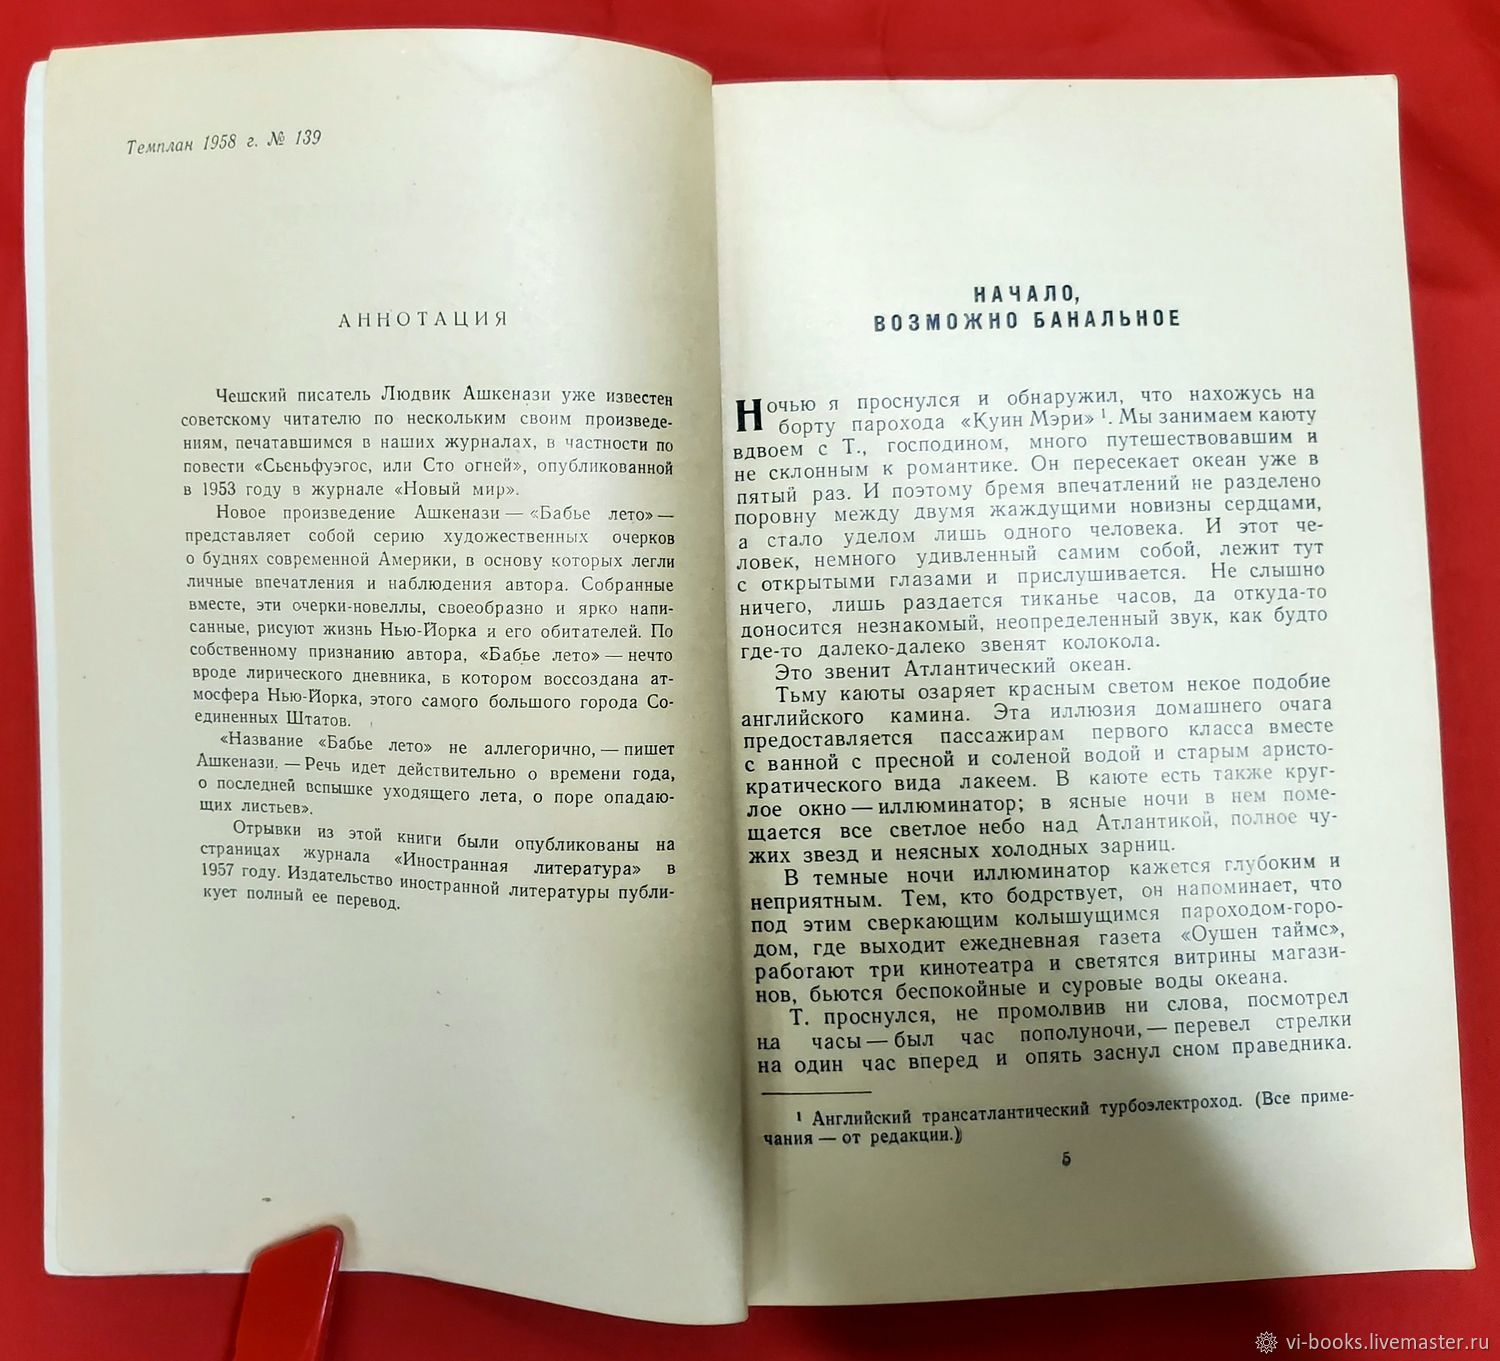 Темплан 1958 г. № 139
АННОТАЦИЯ
Чешский писатель Людвик Ашкенази уже известен
советскому читателю по нескольким своим произведе-
ниям, печатавшимся в наших журналах, в частности по
повести «Сьеньфуэгос, или Сто огней», опубликованной
в 1953 году в журнале «Новый мир».
Новое произведение Ашкенази — «Бабье лето» —
представляет собой серию художественных очерков
о буднях современной Америки, в основу которых легли
личные впечатления и наблюдения автора. Собранные
вместе, эти очерки-новеллы, своеобразно и ярко напи-
санные, рисуют жизнь Нью-Йорка и его обитателей. По
собственному признанию автора, «Бабье лето» — нечто
вроде лирического дневника, в котором воссоздана ат-
мосфера Нью-Йорка, этого самого большого города Со-
единенных Штатов.
«Название «Бабье лето» не аллегорично, — пишет
Ашкенази. — Речь идет действительно о времени года,
о последней вспышке уходящего лета, о поре опадаю-
щих листьев».
Отрывки из этой книги были опубликованы на
страницах журнала «Иностранная литература» в
1957 году. Издательство иностранной литературы публи-
кует полный ее перевод.
НАЧАЛО,
ВОЗМОЖНО БАНАЛЬНОЕ
Ночью я проснулся и обнаружил, что нахожусь на
борту парохода «Куин Мэри» ¹. Мы занимаем каюту
вдвоем с Т., господином, много путешествовавшим и
не склонным к романтике. Он пересекает океан уже в
пятый раз. И поэтому бремя впечатлений не разделено
поровну между двумя жаждущими новизны сердцами,
а стало уделом лишь одного человека. И этот че-
ловек, немного удивленный самим собой, лежит тут
с открытыми глазами и прислушивается. Не слышно
ничего, лишь раздается тиканье часов, да откуда-то
доносится незнакомый, неопределенный звук, как будто
где-то далеко-далеко звенят колокола.
Это звенит Атлантический океан.
Тьму каюты озаряет красным светом некое подобие
английского камина. Эта иллюзия домашнего очага
предоставляется пассажирам первого класса вместе
с ванной с пресной и соленой водой и старым аристо-
кратического вида лакеем. В каюте есть также круг-
лое окно — иллюминатор; в ясные ночи в нем поме-
щается все светлое небо над Атлантикой, полное чу-
жих звезд и неясных холодных зарниц.
В темные ночи иллюминатор кажется глубоким и
неприятным. Тем, кто бодрствует, он напоминает, что
под этим сверкающим колышущимся пароходом-горо-
дом, где выходит ежедневная газета «Оушен таймс»,
работают три кинотеатра и светятся витрины магази-
нов, бьются беспокойные и суровые воды океана.
Т. проснулся, не промолвив ни слова, посмотрел
на часы — был час пополуночи, — перевел стрелки
на один час вперед и опять заснул сном праведника.
¹ Английский трансатлантический турбоэлектроход. (Все приме-
чания — от редакции.)
5
vi-books.livemaster.ru